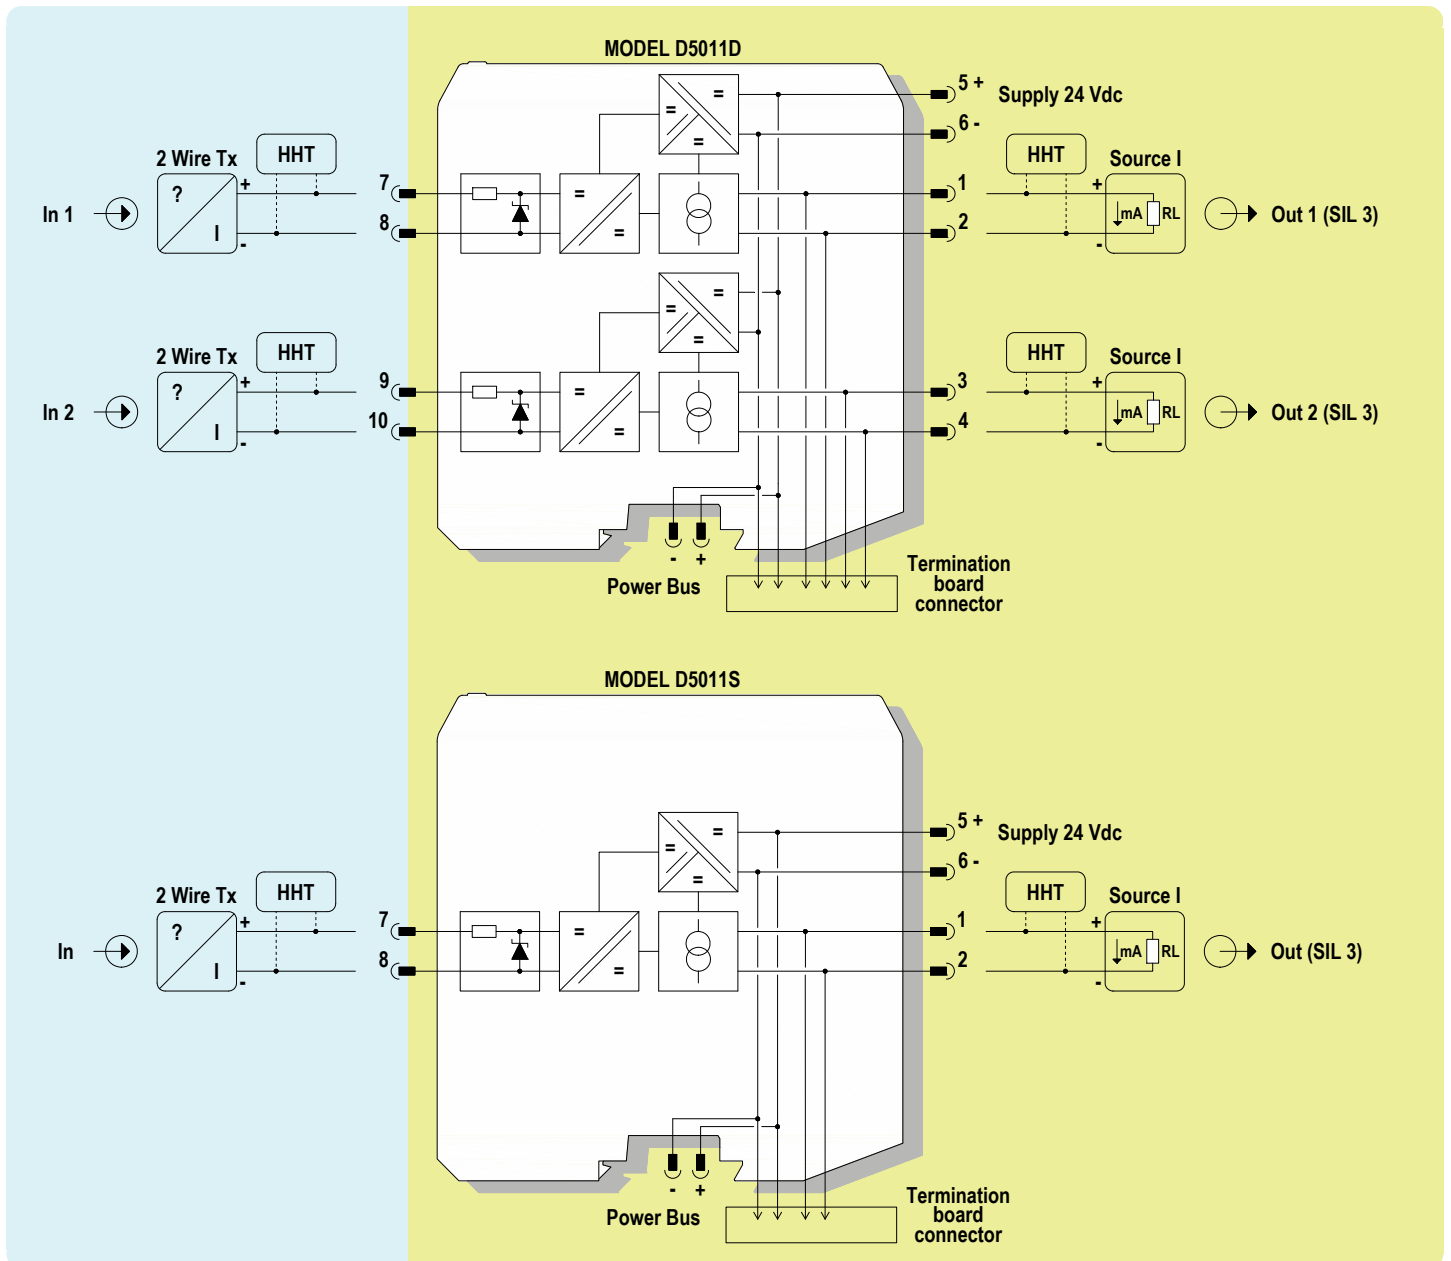 MODEL D5011D
5 +
Supply 24 Vdc
6 -
2 Wire Tx
HHT
HHT
Source I
In 1
?
I
+
-
7
8
=
=
=
=
=
1
2
+
-
mA
RL
Out 1 (SIL 3)
2 Wire Tx
HHT
HHT
Source I
In 2
?
I
+
-
9
10
=
=
=
=
=
3
4
+
-
mA
RL
Out 2 (SIL 3)
- +
Power Bus
Termination
board
connector
MODEL D5011S
5 +
Supply 24 Vdc
6 -
2 Wire Tx
HHT
HHT
Source I
In
?
I
+
-
7
8
=
=
=
=
=
1
2
+
-
mA
RL
Out (SIL 3)
- +
Power Bus
Termination
board
connector